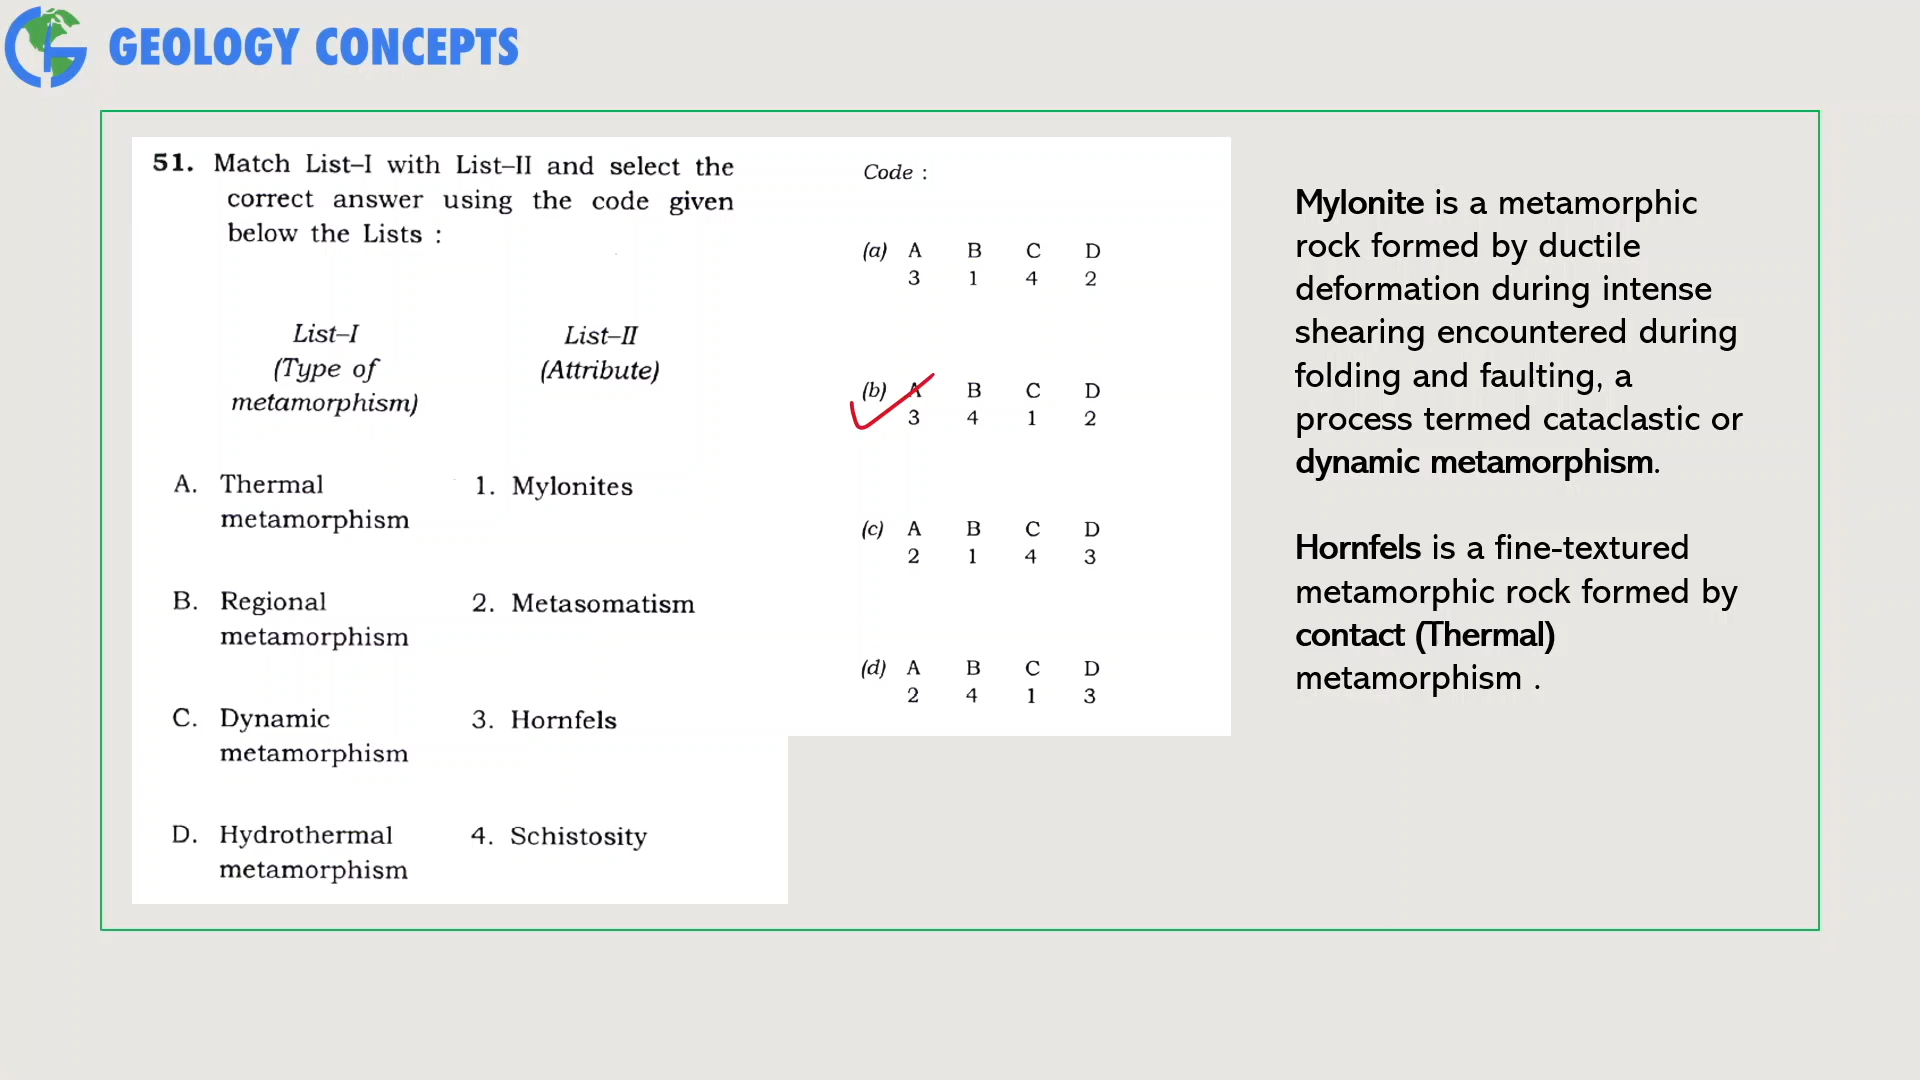 GEOLOGY CONCEPTS
51. Match List–I with List–II and select the
correct answer using the code given
below the Lists :
List–I
(Type of
metamorphism)
List–II
(Attribute)
A. Thermal
metamorphism
1. Mylonites
B. Regional
metamorphism
2. Metasomatism
C. Dynamic
metamorphism
3. Hornfels
D. Hydrothermal
metamorphism
4. Schistosity
Code :
(a) A B C D
3 1 4 2
(b) A B C D
3 4 1 2
(c) A B C D
2 1 4 3
(d) A B C D
2 4 1 3
Mylonite is a metamorphic
rock formed by ductile
deformation during intense
shearing encountered during
folding and faulting, a
process termed cataclastic or
dynamic metamorphism.
Hornfels is a fine-textured
metamorphic rock formed by
contact (Thermal)
metamorphism .